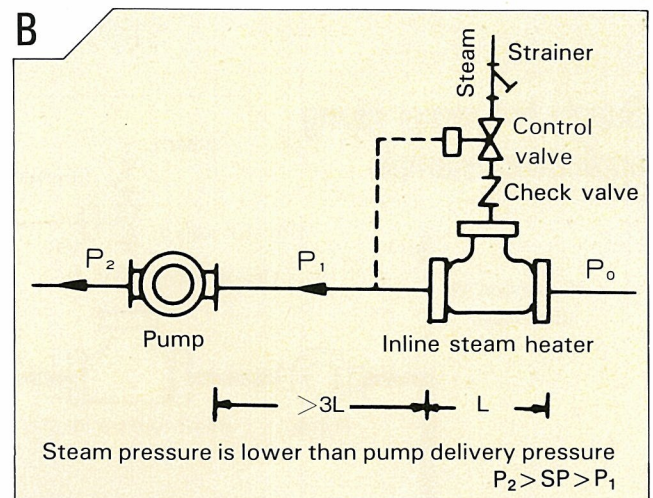 B
Steam
Strainer
Control
valve
Check valve
P₂
P₁
P₀
Pump
Inline steam heater
>3L
L
Steam pressure is lower than pump delivery pressure
P₂>SP>P₁